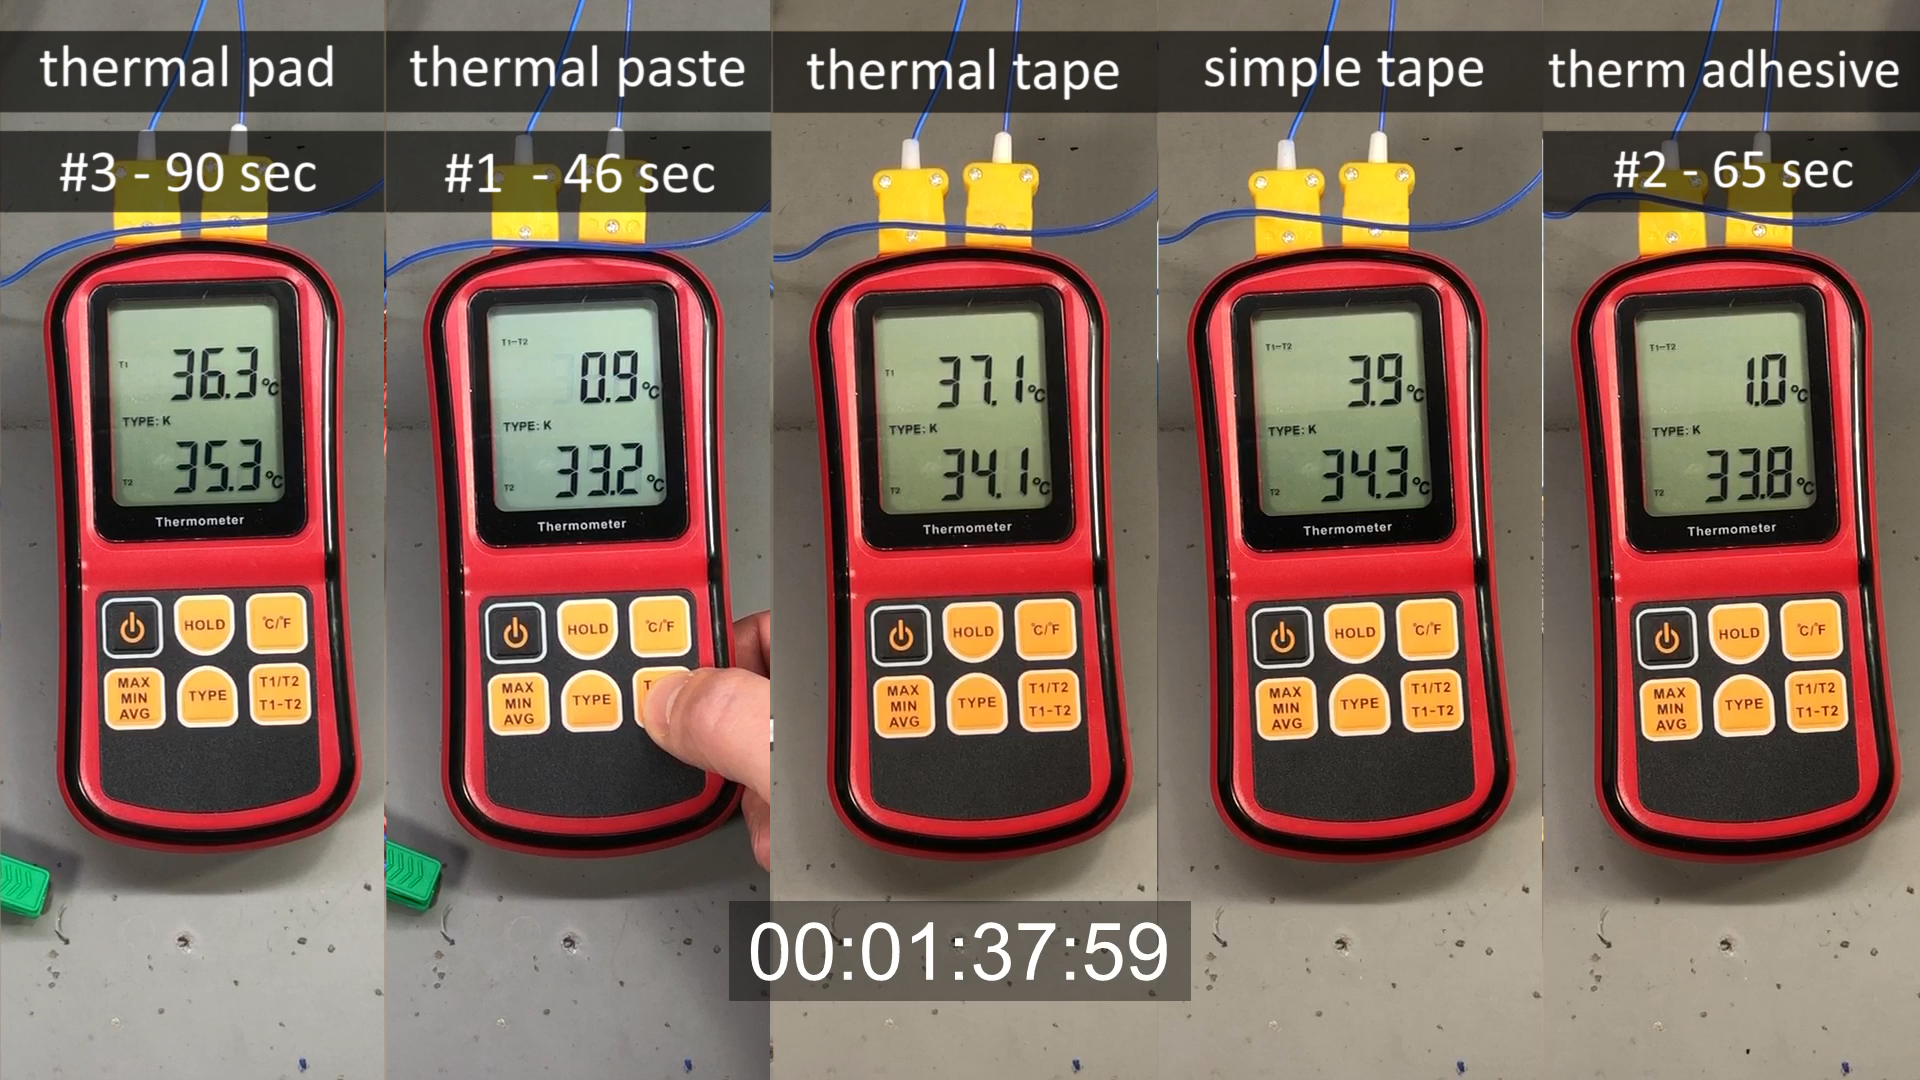 thermal pad
#3 - 90 sec
T1
36.3°C
TYPE: K
T2
35.3°C
Thermometer
HOLD
°C/°F
MAX
MIN
AVG
TYPE
T1/T2
T1-T2
thermal paste
#1 - 46 sec
T1-T2
0.9°C
TYPE: K
T2
33.2°C
Thermometer
HOLD
°C/°F
MAX
MIN
AVG
TYPE
thermal tape
T1
37.1°C
TYPE: K
T2
34.1°C
Thermometer
HOLD
°C/°F
MAX
MIN
AVG
TYPE
T1/T2
T1-T2
simple tape
T1-T2
3.9°C
TYPE: K
T2
34.3°C
Thermometer
HOLD
°C/°F
MAX
MIN
AVG
TYPE
T1/T2
T1-T2
therm adhesive
#2 - 65 sec
T1-T2
1.0°C
TYPE: K
T2
33.8°C
Thermometer
HOLD
°C/°F
MAX
MIN
AVG
TYPE
T1/T2
T1-T2
00:01:37:59